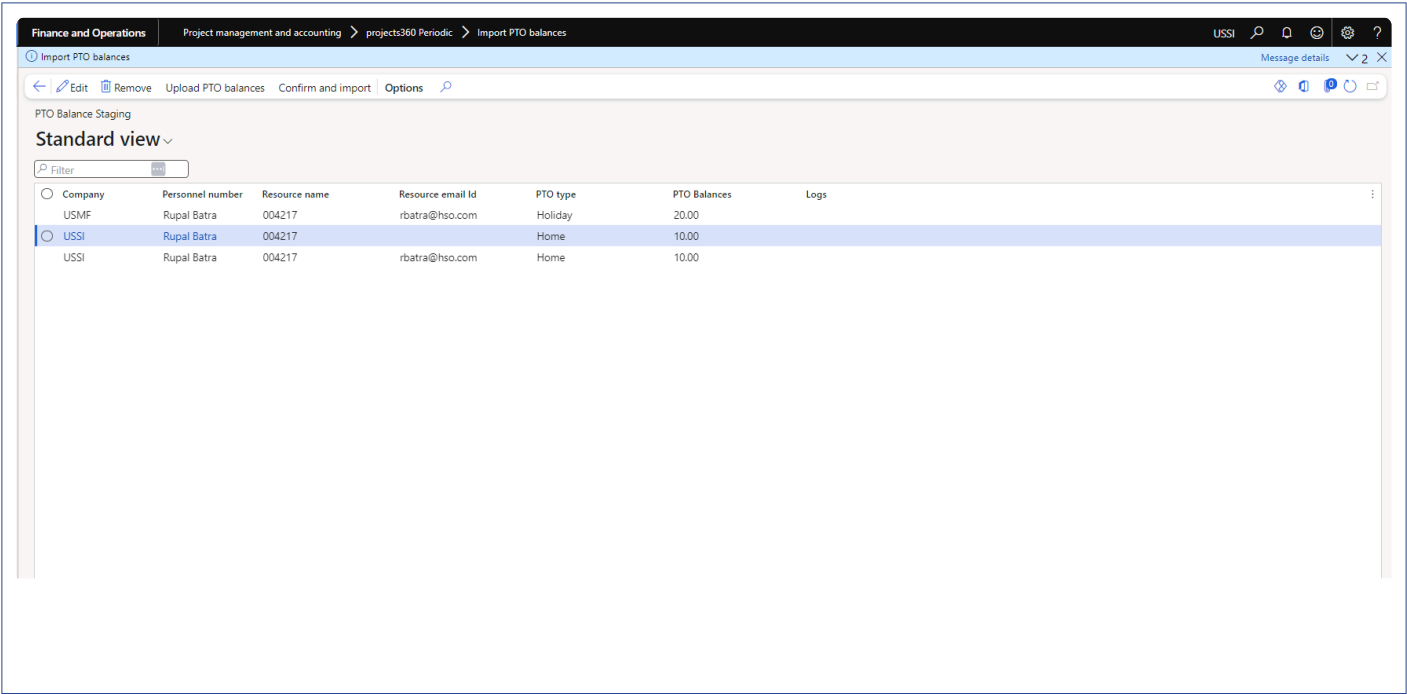 Finance and Operations Project management and accounting > projects360 Periodic > Import PTO balances USSI ?
Import PTO balances Message details 2
Edit Remove Upload PTO balances Confirm and import Options 0
PTO Balance Staging
Standard view
Filter
Company Personnel number Resource name Resource email Id PTO type PTO Balances Logs
USMF Rupal Batra 004217 rbatra@hso.com Holiday 20.00
USSI Rupal Batra 004217 Home 10.00
USSI Rupal Batra 004217 rbatra@hso.com Home 10.00